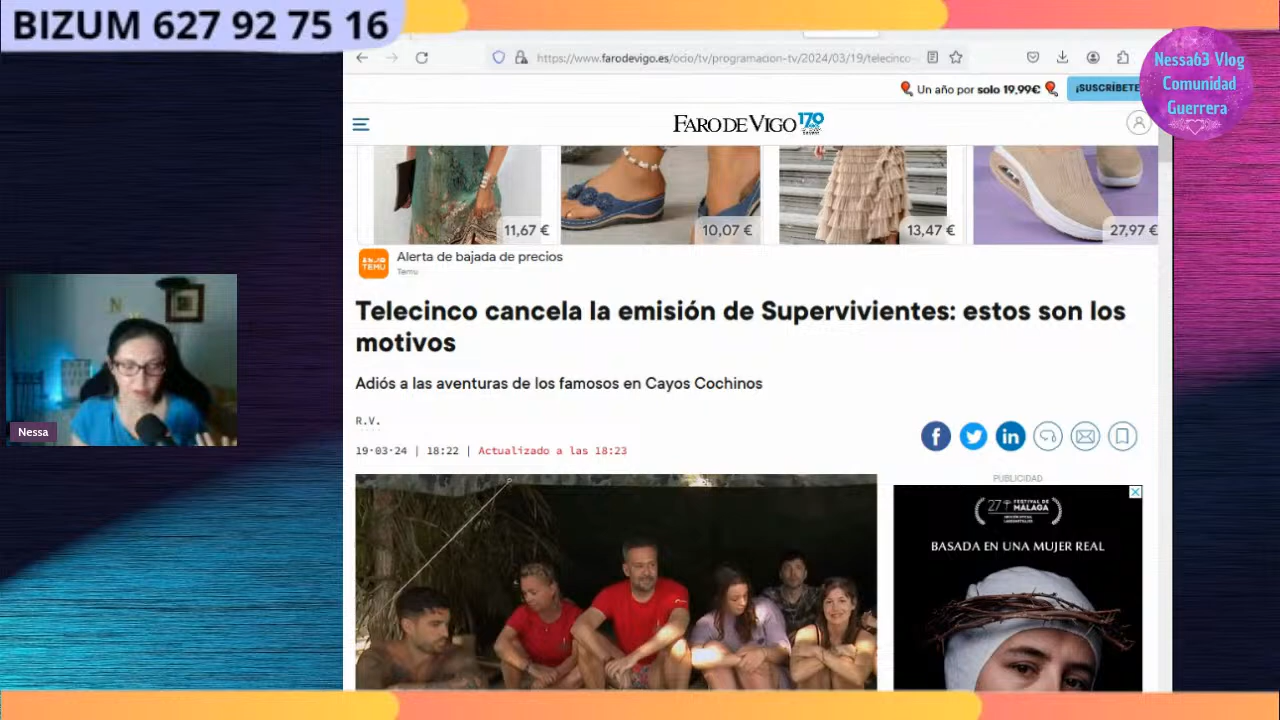 BIZUM 627 92 75 16
https://www.farodevigo.es/ocio/tv/programacion-tv/2024/03/19/telecinco-
Nessa63 Vlog
Comunidad
Guerrera
Un año por solo 19,99€
¡SUSCRÍBETE
FARO DE VIGO 170
11,67 €
10,07 €
13,47 €
27,97 €
TEMU
Alerta de bajada de precios
Temu
Telecinco cancela la emisión de Supervivientes: estos son los
motivos
Adiós a las aventuras de los famosos en Cayos Cochinos
R.V.
19-03-24 | 18:22 | Actualizado a las 18:23
Nessa
PUBLICIDAD
27 FESTIVAL DE
MALAGA
BASADA EN UNA MUJER REAL